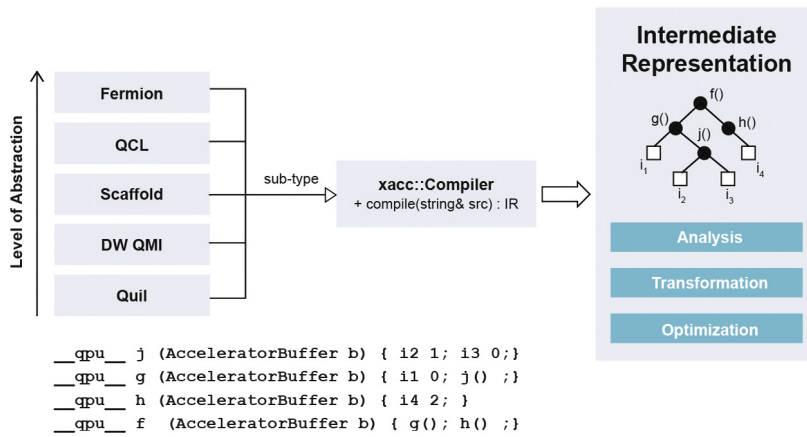 Level of Abstraction
Fermion
QCL
Scaffold
DW QMI
Quil
sub-type
xacc::Compiler
+ compile(string& src) : IR
Intermediate
Representation
f()
g()
h()
j()
i1
i4
i2
i3
Analysis
Transformation
Optimization
__qpu__ j (AcceleratorBuffer b) { i2 1; i3 0;}
__qpu__ g (AcceleratorBuffer b) { i1 0; j() ;}
__qpu__ h (AcceleratorBuffer b) { i4 2; }
__qpu__ f (AcceleratorBuffer b) { g(); h() ;}